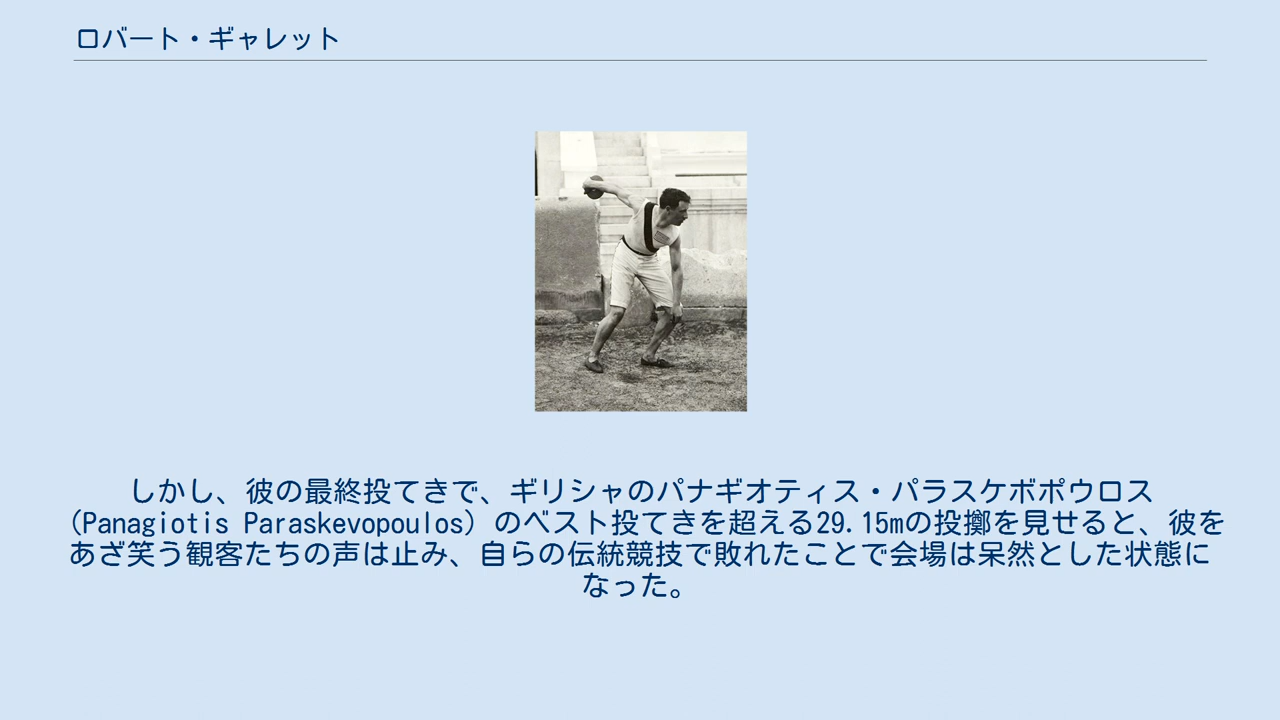 ロバート・ギャレット
しかし、彼の最終投てきで、ギリシャのパナギオティス・パラスケボポウロス
(Panagiotis Paraskevopoulos) のベスト投てきを超える29.15mの投擲を見せると、彼を
あざ笑う観客たちの声は止み、自らの伝統競技で敗れたことで会場は呆然とした状態に
なった。